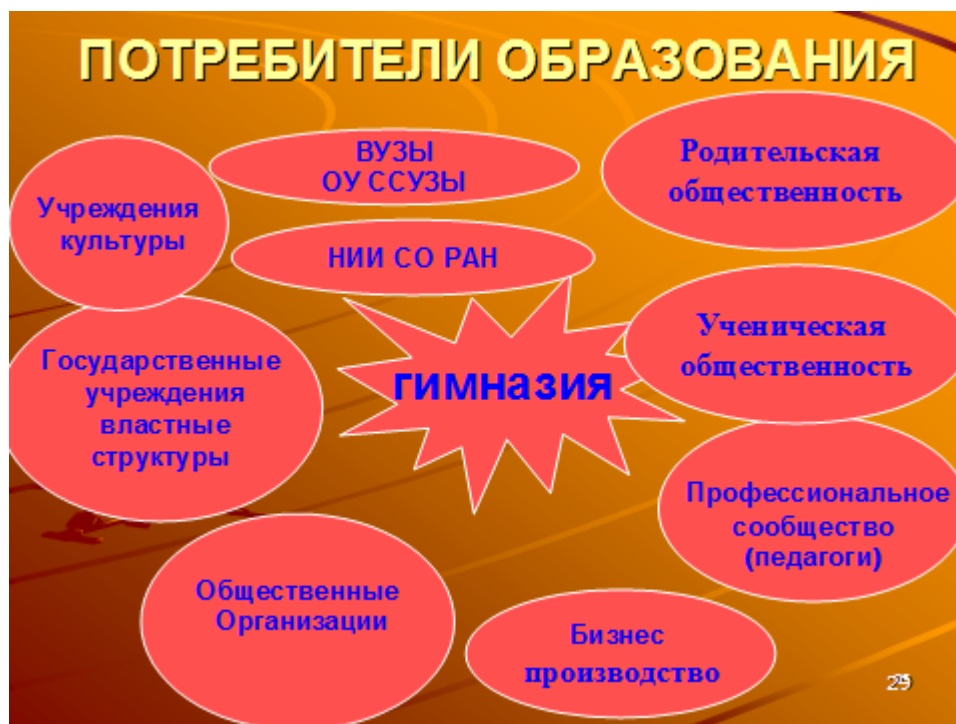 ПОТРЕБИТЕЛИ ОБРАЗОВАНИЯ
ВУЗЫ
ОУ ССУЗЫ
Родительская
общественность
Учреждения
культуры
НИИ СО РАН
Ученическая
общественность
Государственные
учреждения
властные
структуры
гимназия
Профессиональное
сообщество
(педагоги)
Общественные
Организации
Бизнес
производство